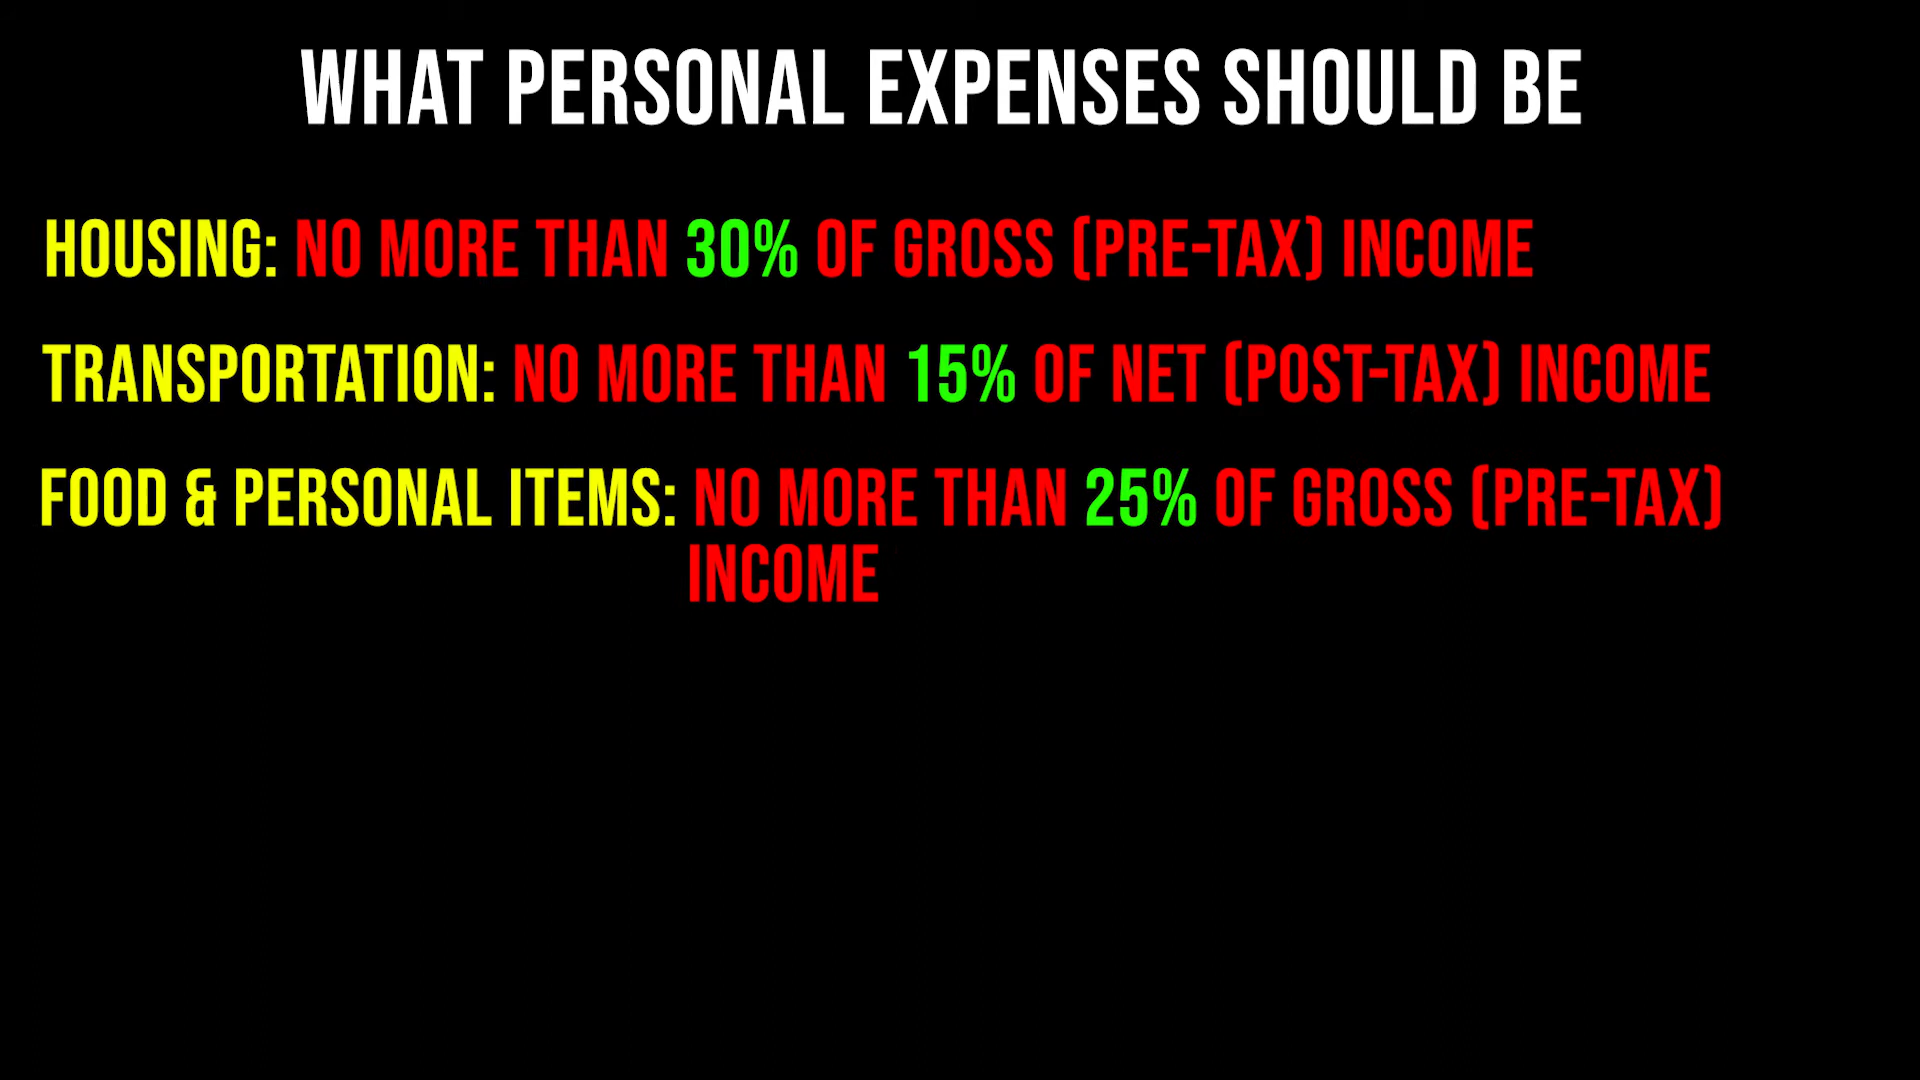 WHAT PERSONAL EXPENSES SHOULD BE
HOUSING: NO MORE THAN 30% OF GROSS (PRE-TAX) INCOME
TRANSPORTATION: NO MORE THAN 15% OF NET (POST-TAX) INCOME
FOOD & PERSONAL ITEMS: NO MORE THAN 25% OF GROSS (PRE-TAX)
INCOME